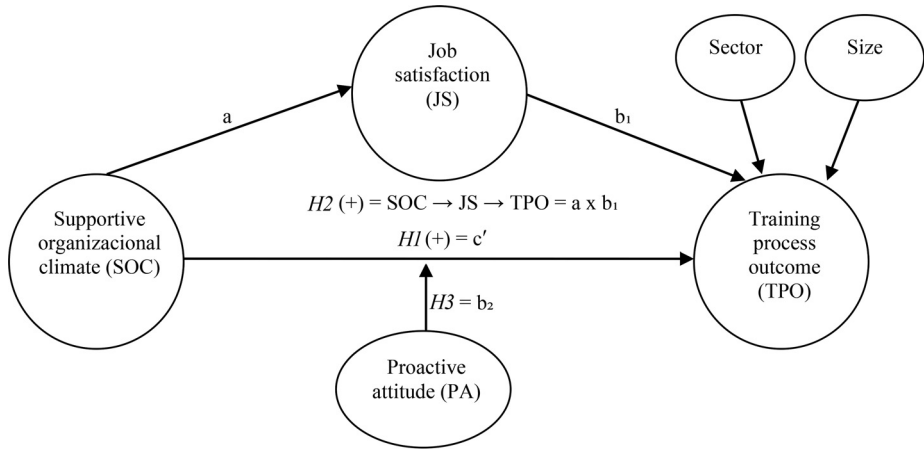 Job
satisfaction
(JS)
Sector
Size
a
b₁
Supportive
organizacional
climate (SOC)
H2 (+) = SOC → JS → TPO = a x b₁
H1 (+) = c′
Training
process
outcome
(TPO)
H3 = b₂
Proactive
attitude (PA)